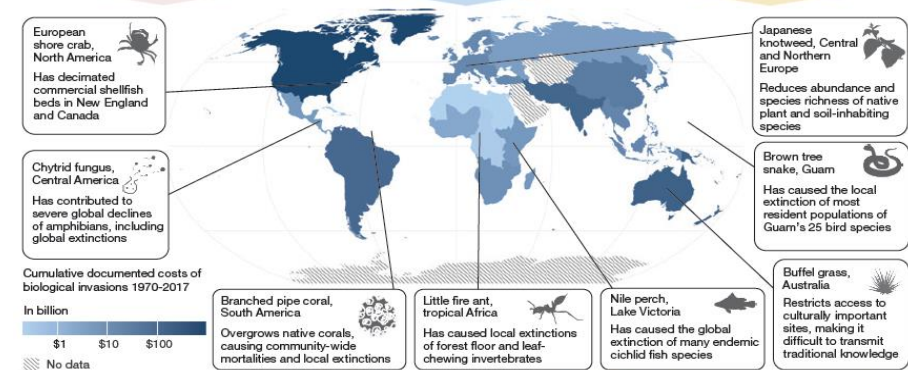 European
shore crab,
North America
Has decimated
commercial shellfish
beds in New England
and Canada
Chytrid fungus,
Central America
Has contributed to
severe global declines
of amphibians, including
global extinctions
Cumulative documented costs of
biological invasions 1970-2017
In billion
$1 $10 $100
No data
Branched pipe coral,
South America
Overgrows native corals,
causing community-wide
mortalities and local extinctions
Little fire ant,
tropical Africa
Has caused local extinctions
of forest floor and leaf-
chewing invertebrates
Nile perch,
Lake Victoria
Has caused the global
extinction of many endemic
cichlid fish species
Japanese
knotweed, Central
and Northern
Europe
Reduces abundance and
species richness of native
plant and soil-inhabiting
species
Brown tree
snake, Guam
Has caused the local
extinction of most
resident populations of
Guam's 25 bird species
Buffel grass,
Australia
Restricts access to
culturally important
sites, making it
difficult to transmit
traditional knowledge